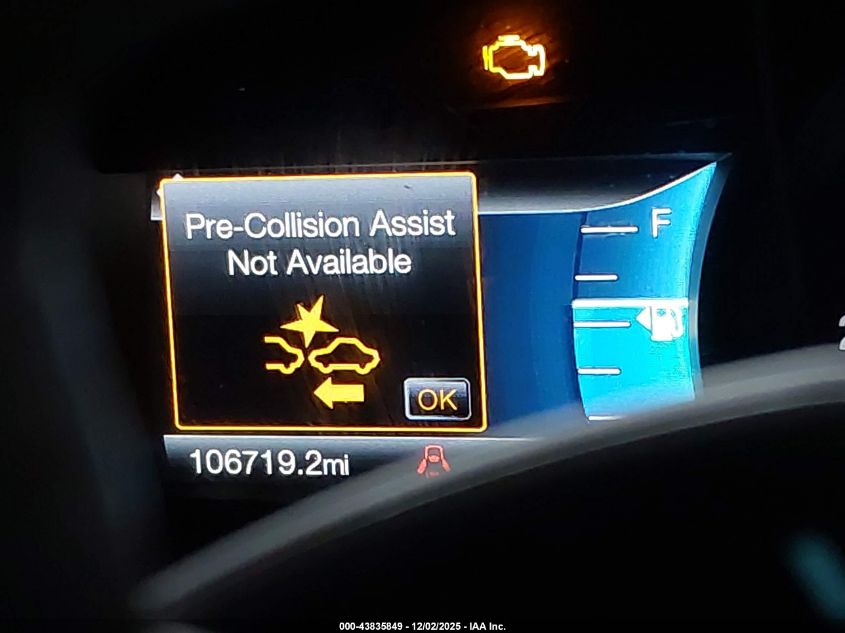 Pre-Collision Assist
Not Available
OK
F
106719.2mi
000-43835849 - 12/02/2025 - IAA Inc.